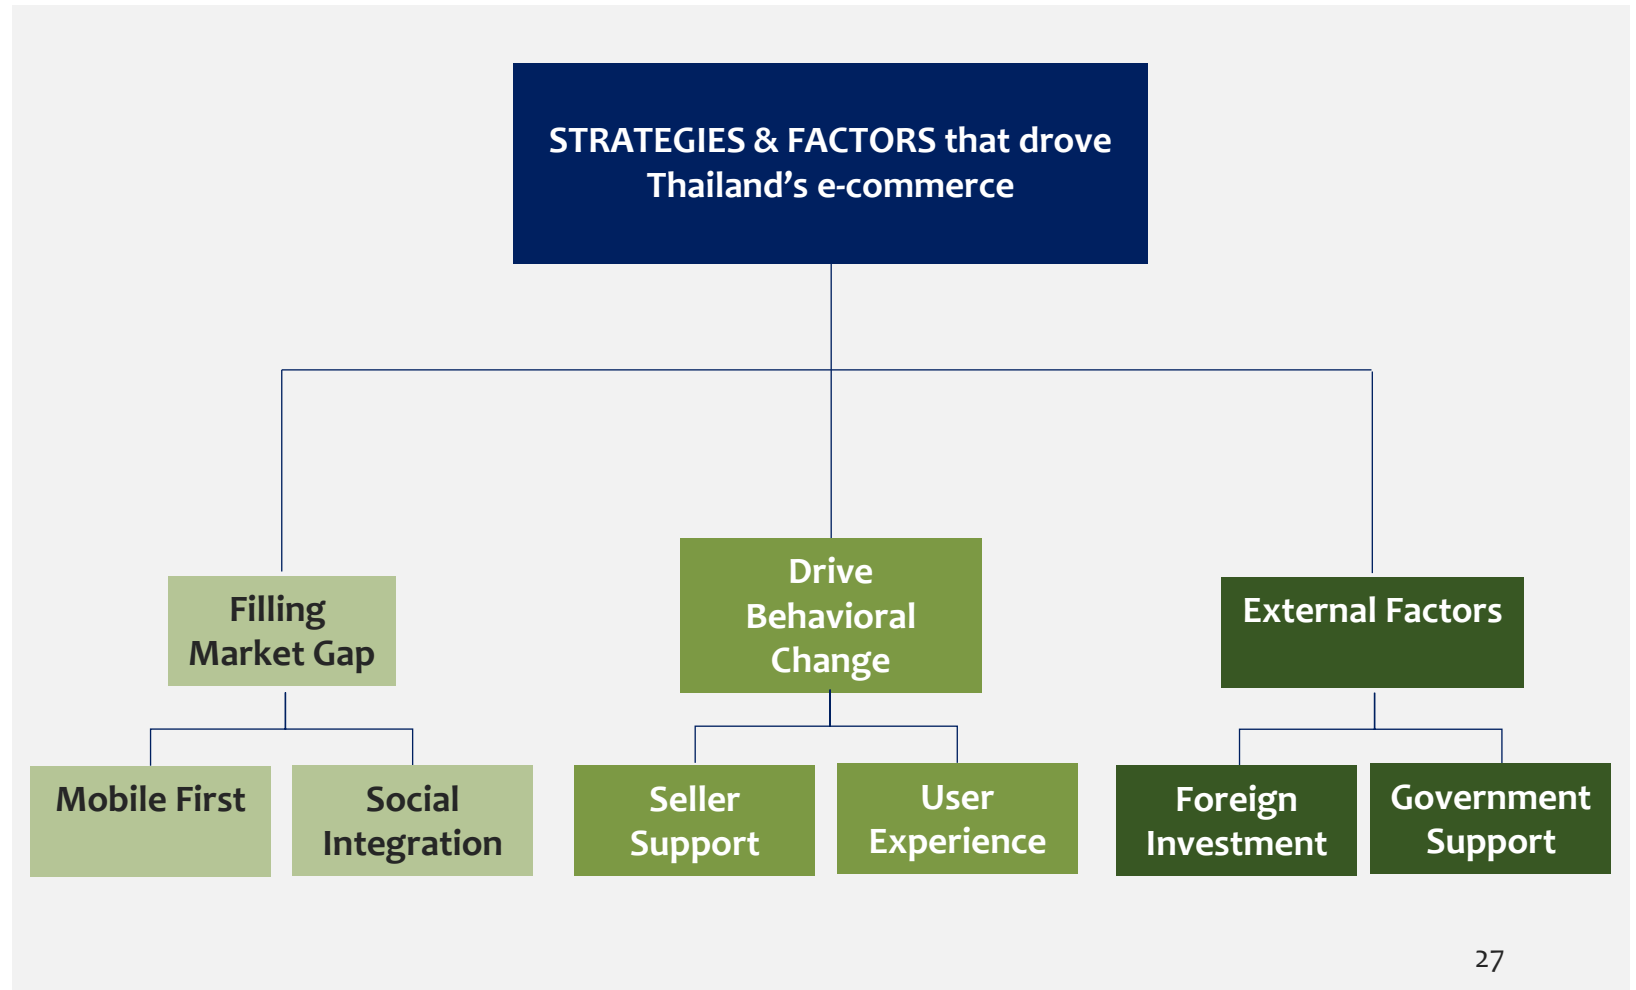 STRATEGIES & FACTORS that drove
Thailand’s e-commerce
Filling
Market Gap
Drive
Behavioral
Change
External Factors
Mobile First
Social
Integration
Seller
Support
User
Experience
Foreign
Investment
Government
Support
27